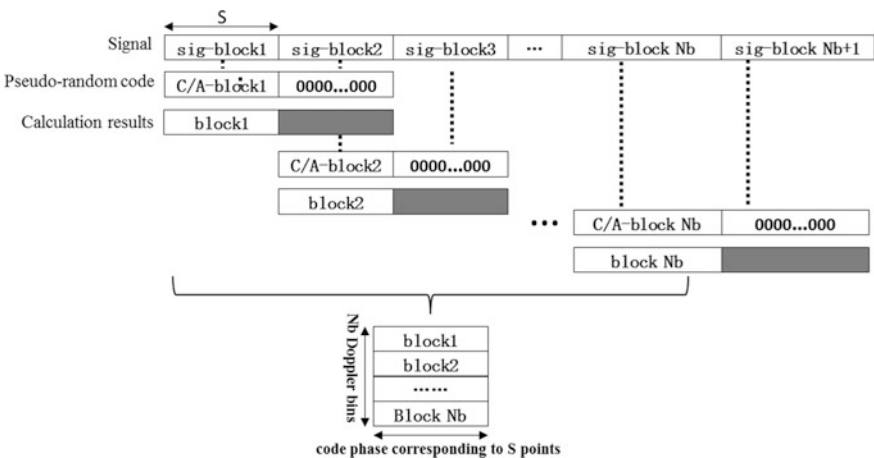 S
Signal sig-block1 sig-block2 sig-block3 ... sig-block Nb sig-block Nb+1
Pseudo-random code C/A-block1 0000...000
Calculation results block1
C/A-block2 0000...000
block2
... C/A-block Nb 0000...000
block Nb
Nb Doppler bins
block1
block2
......
Block Nb
code phase corresponding to S points